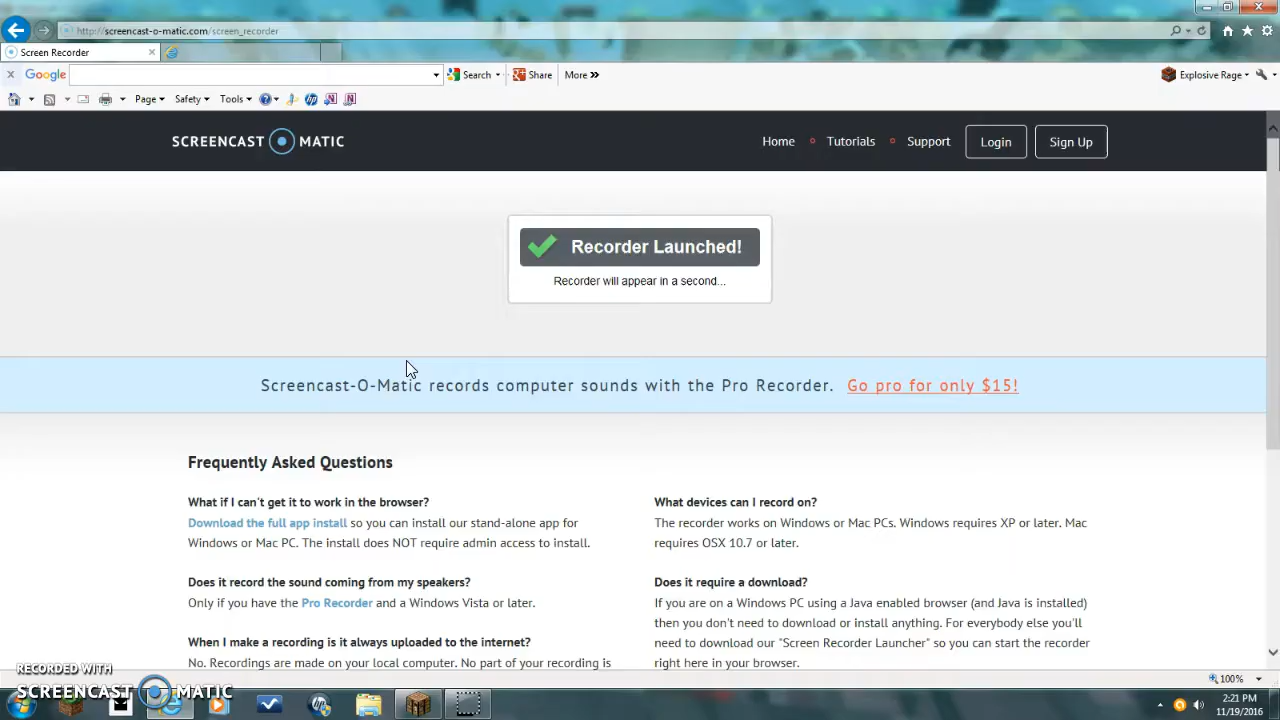 http://screencast-o-matic.com/screen_recorder
Screen Recorder
Google Search Share More » Explosive Rage
Page Safety Tools
SCREENCAST MATIC Home Tutorials Support Login Sign Up
Recorder Launched!
Recorder will appear in a second...
Screencast-O-Matic records computer sounds with the Pro Recorder. Go pro for only $15!
Frequently Asked Questions
What if I can't get it to work in the browser?
Download the full app install so you can install our stand-alone app for
Windows or Mac PC. The install does NOT require admin access to install.
Does it record the sound coming from my speakers?
Only if you have the Pro Recorder and a Windows Vista or later.
When I make a recording is it always uploaded to the internet?
No. Recordings are made on your local computer. No part of your recording is
What devices can I record on?
The recorder works on Windows or Mac PCs. Windows requires XP or later. Mac
requires OSX 10.7 or later.
Does it require a download?
If you are on a Windows PC using a Java enabled browser (and Java is installed)
then you don't need to download or install anything. For everybody else you'll
need to download our "Screen Recorder Launcher" so you can start the recorder
right here in your browser.
100%
RECORDED WITH
SCREENCAST MATIC
2:21 PM
11/19/2016